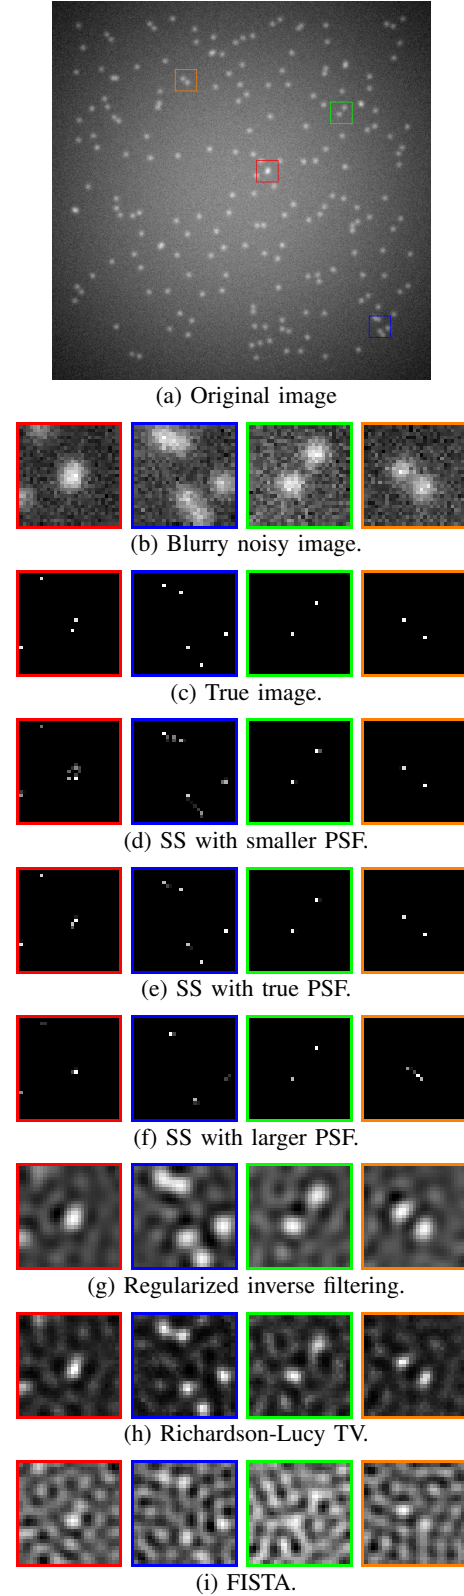 (a) Original image
(b) Blurry noisy image.
(c) True image.
(d) SS with smaller PSF.
(e) SS with true PSF.
(f) SS with larger PSF.
(g) Regularized inverse filtering.
(h) Richardson-Lucy TV.
(i) FISTA.